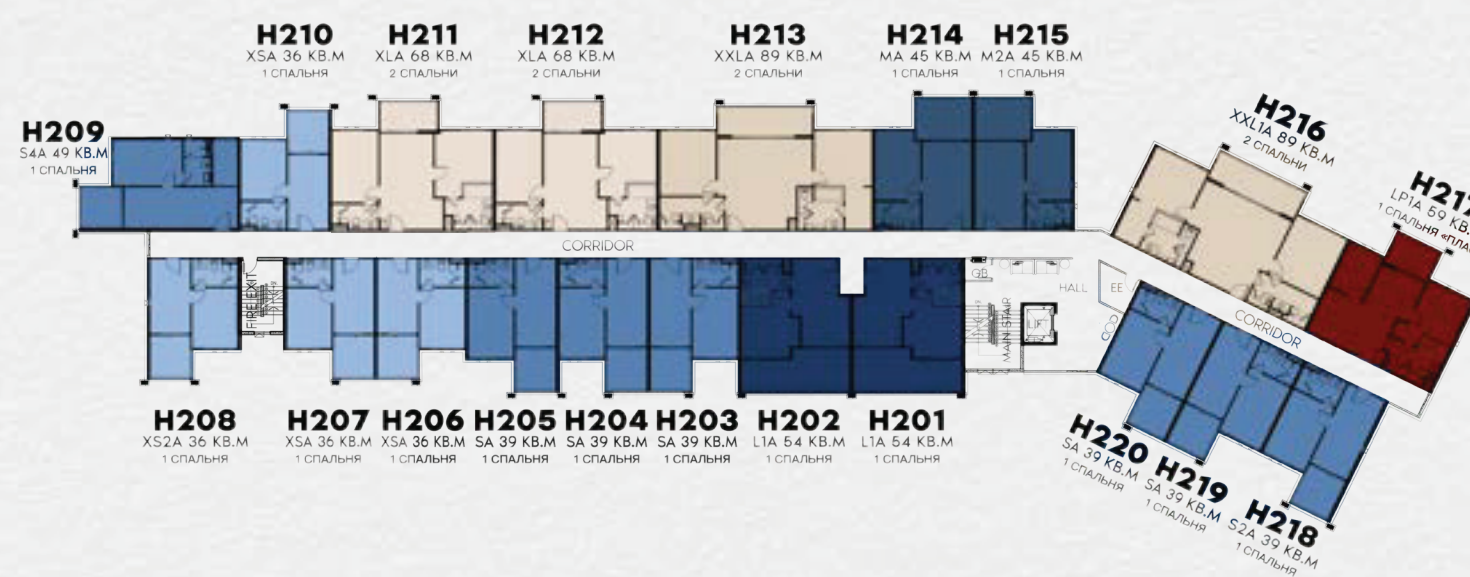 H210
XSA 36 КВ.М
1 СПАЛЬНЯ
H211
XLA 68 КВ.М
2 СПАЛЬНИ
H212
XLA 68 КВ.М
2 СПАЛЬНИ
H213
XXLA 89 КВ.М
2 СПАЛЬНИ
H214
MA 45 КВ.М
1 СПАЛЬНЯ
H215
M2A 45 КВ.М
1 СПАЛЬНЯ
H209
S4A 49 КВ.М
1 СПАЛЬНЯ
H216
XXL1A 89 КВ.М
2 СПАЛЬНИ
LP1A 59
1 СПАЛЬНЯ
CORRIDOR
FIRE EXIT
MAIN STAIR
LIFT
HALL
EE
CORRIDOR
H208
XS2A 36 КВ.М
1 СПАЛЬНЯ
H207
XSA 36 КВ.М
1 СПАЛЬНЯ
H206
XSA 36 КВ.М
1 СПАЛЬНЯ
H205
SA 39 КВ.М
1 СПАЛЬНЯ
H204
SA 39 КВ.М
1 СПАЛЬНЯ
H203
SA 39 КВ.М
1 СПАЛЬНЯ
H202
L1A 54 КВ.М
1 СПАЛЬНЯ
H201
L1A 54 КВ.М
1 СПАЛЬНЯ
H220
SA 39 КВ.М
1 СПАЛЬНЯ
H219
SA 39 КВ.М
1 СПАЛЬНЯ
H218
S2A 39 КВ.М
1 СПАЛЬНЯ